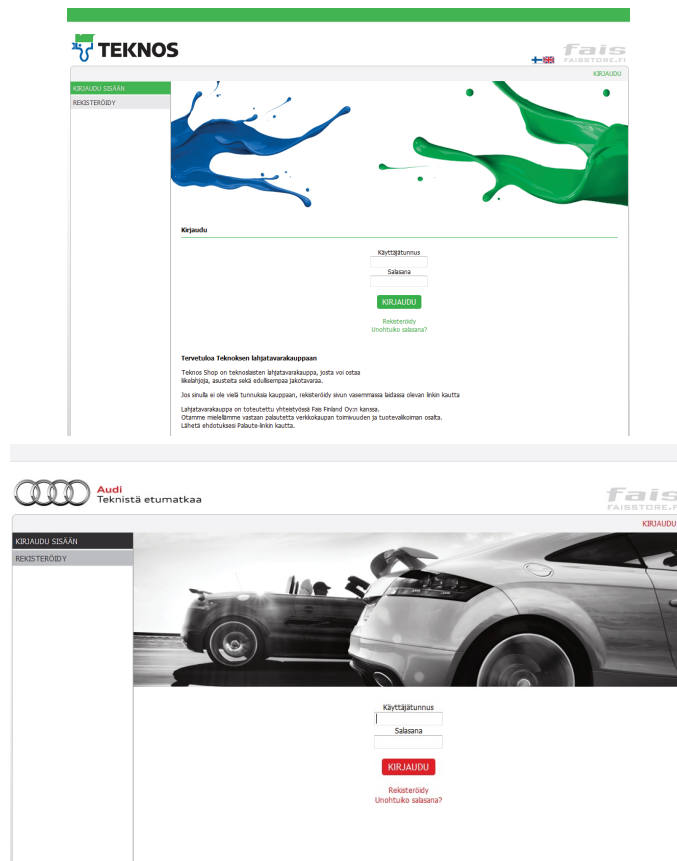 TEKNOS
fais
FAISSTORE.FI
KIRJAUDU
KIRJAUDU SISÄÄN
REKISTERÖIDY
Kirjaudu
Käyttäjätunnus
Salasana
KIRJAUDU
Rekisteröidy
Unohtuiko salasana?
Tervetuloa Teknoksen lahjatavarakauppaan
Teknos Shop on teknoslaisten lahjatavarakauppa, josta voi ostaa
liikelahjoja, asusteita sekä edullisempaa jakotavaraa.
Jos sinulla ei ole vielä tunnuksia kauppaan, rekisteröidy sivun vasemmassa laidassa olevan linkin kautta
Lahjatavarakauppa on toteutettu yhteistyössä Fais Finland Oy:n kanssa.
Otamme mielellämme vastaan palautetta verkkokaupan toimivuuden ja tuotevalikoiman osalta.
Lähetä ehdotuksesi Palaute-linkin kautta.
Audi
Teknistä etumatkaa
fais
FAISSTORE.F
KIRJAUDU
KIRJAUDU SISÄÄN
REKISTERÖIDY
Käyttäjätunnus
Salasana
KIRJAUDU
Rekisteröidy
Unohtuiko salasana?